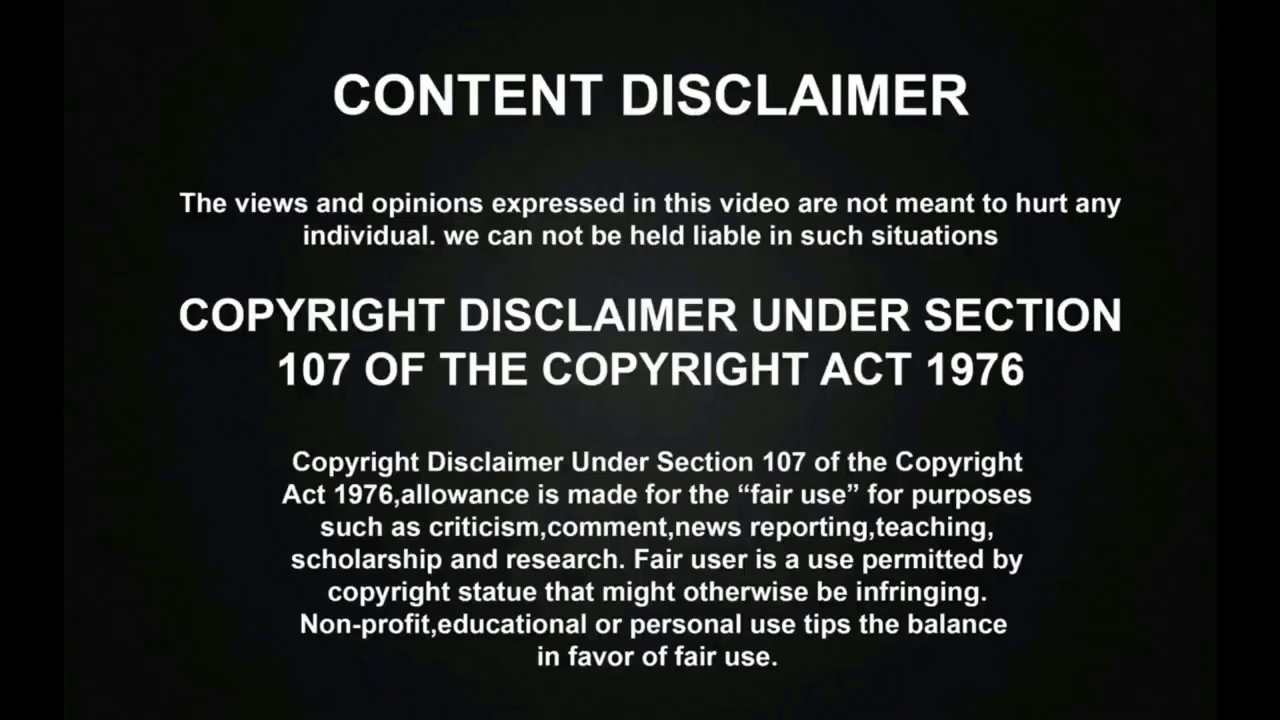 CONTENT DISCLAIMER
The views and opinions expressed in this video are not meant to hurt any
individual. we can not be held liable in such situations
COPYRIGHT DISCLAIMER UNDER SECTION
107 OF THE COPYRIGHT ACT 1976
Copyright Disclaimer Under Section 107 of the Copyright
Act 1976,allowance is made for the “fair use” for purposes
such as criticism,comment,news reporting,teaching,
scholarship and research. Fair user is a use permitted by
copyright statue that might otherwise be infringing.
Non-profit,educational or personal use tips the balance
in favor of fair use.